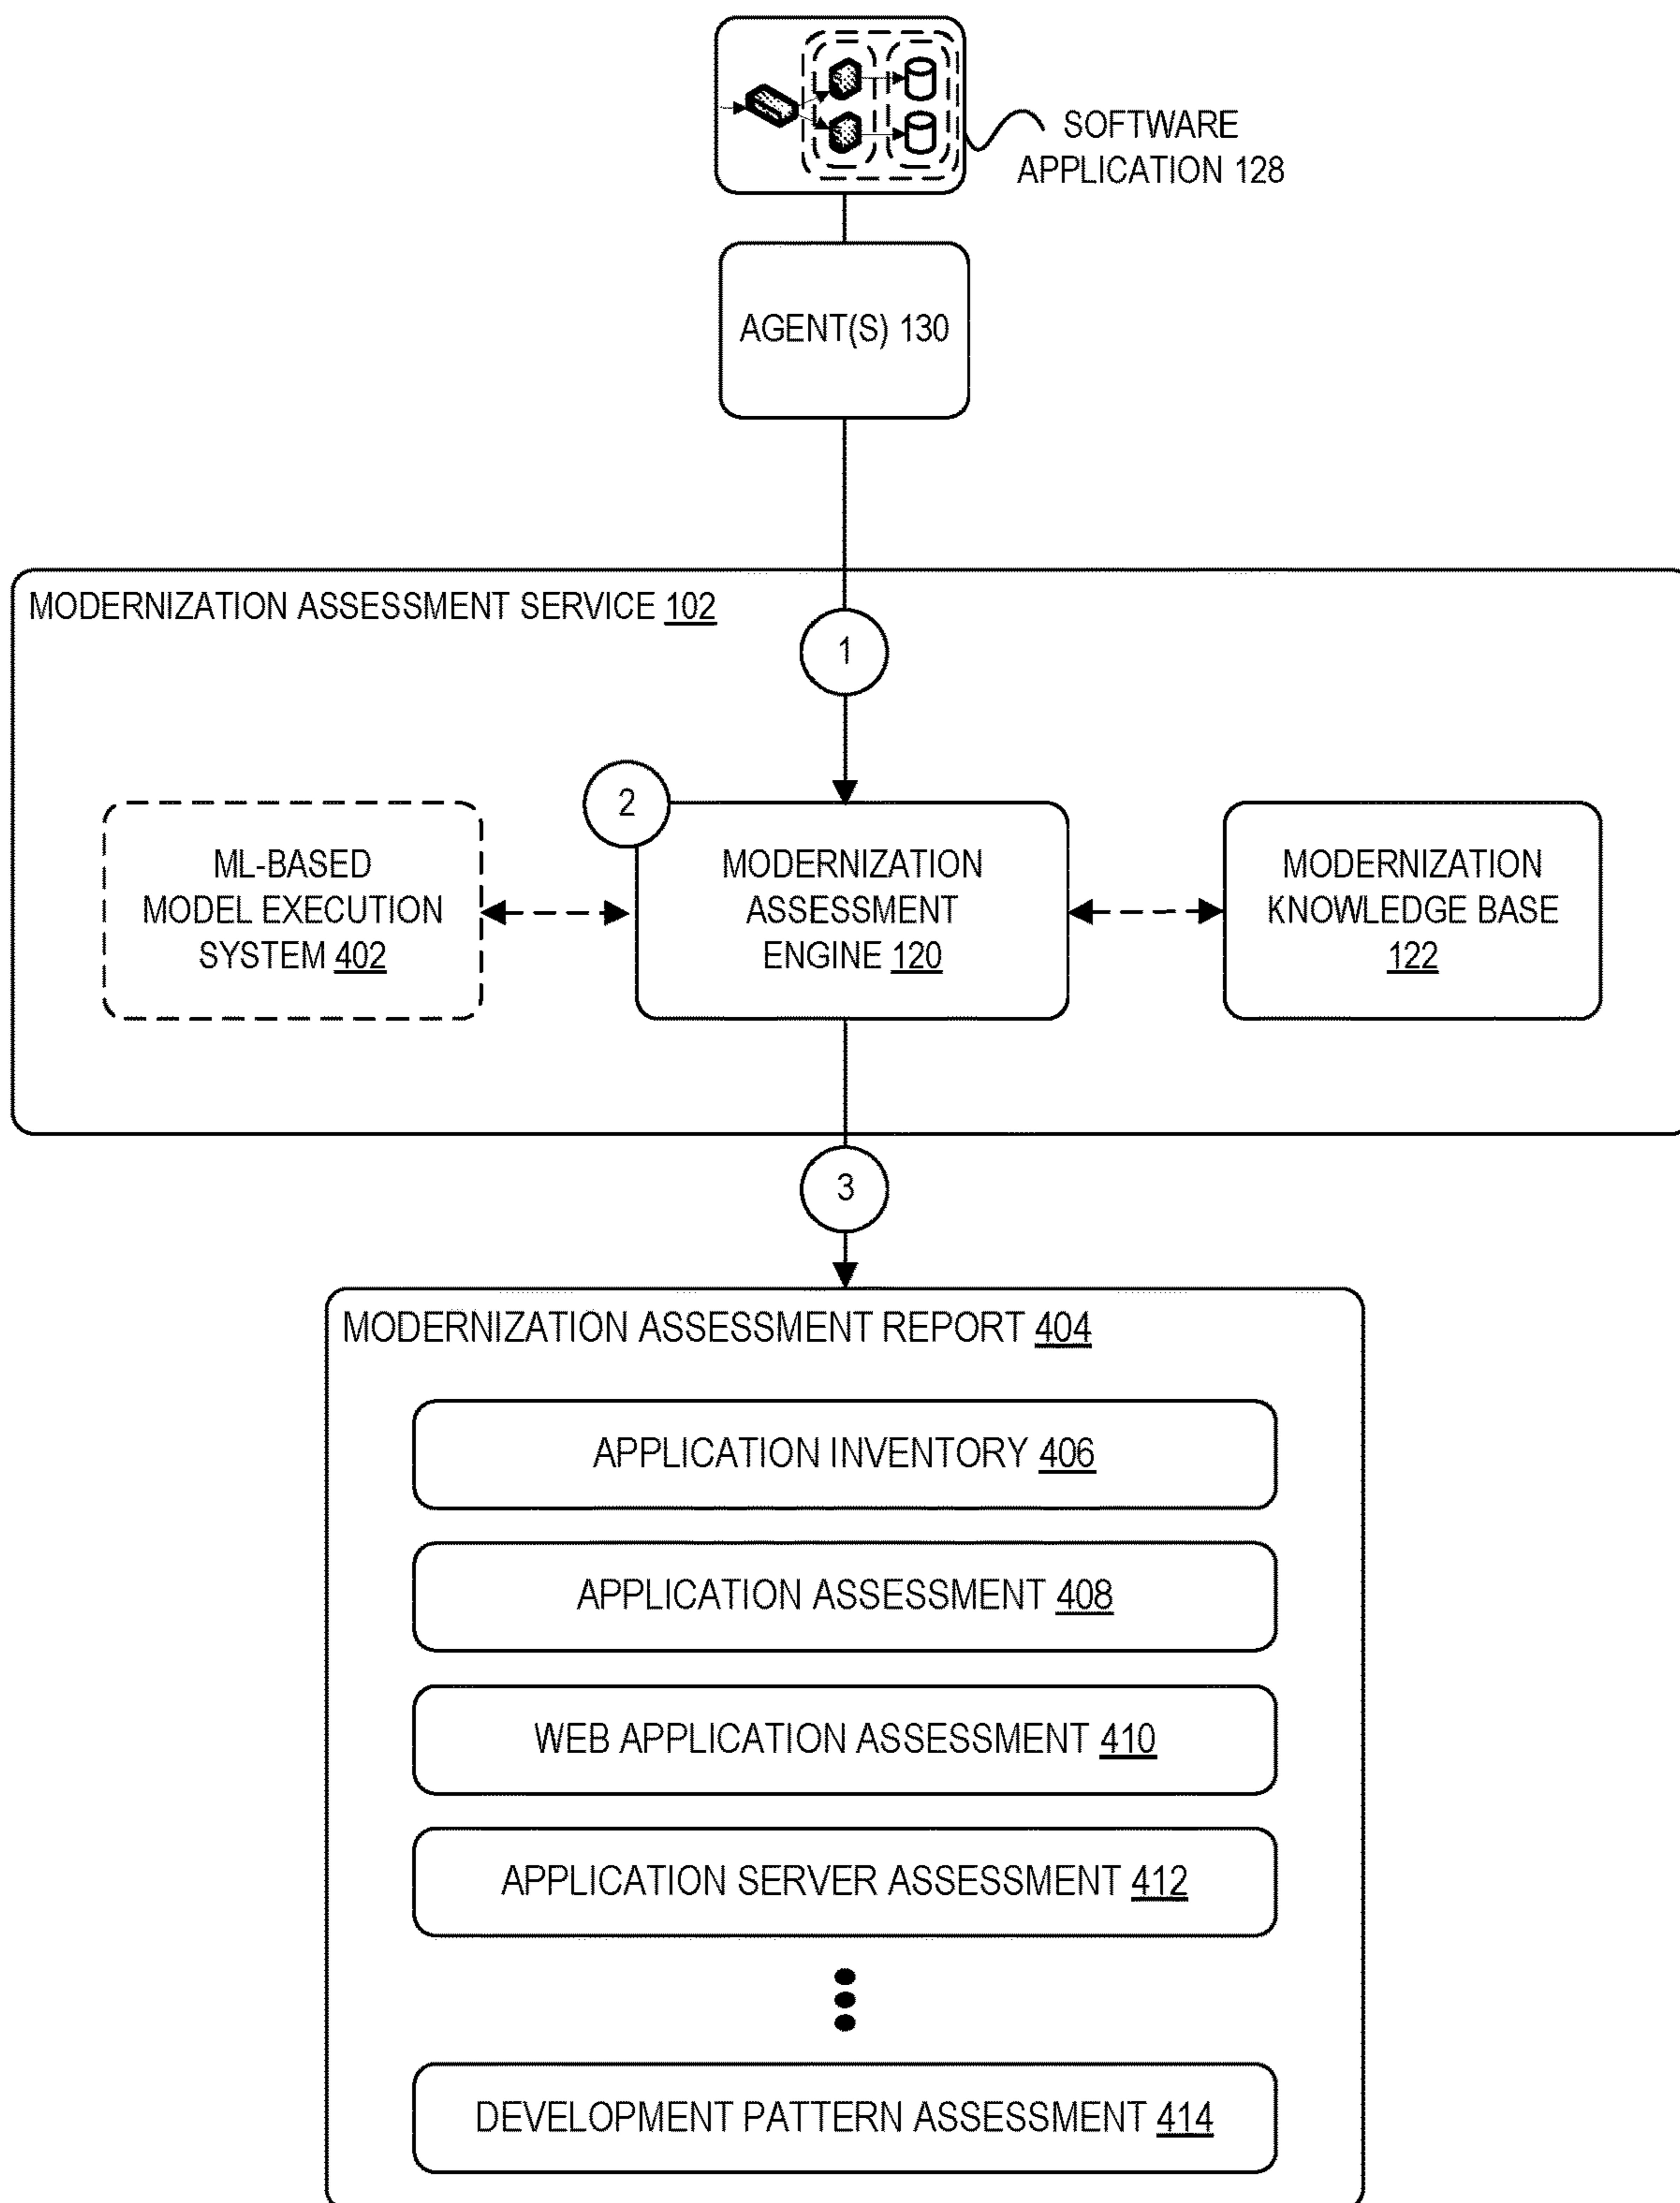 SOFTWARE
APPLICATION 128
AGENT(S) 130
MODERNIZATION ASSESSMENT SERVICE 102
1
2
ML-BASED
MODEL EXECUTION
SYSTEM 402
MODERNIZATION
ASSESSMENT
ENGINE 120
MODERNIZATION
KNOWLEDGE BASE
122
3
MODERNIZATION ASSESSMENT REPORT 404
APPLICATION INVENTORY 406
APPLICATION ASSESSMENT 408
WEB APPLICATION ASSESSMENT 410
APPLICATION SERVER ASSESSMENT 412
DEVELOPMENT PATTERN ASSESSMENT 414